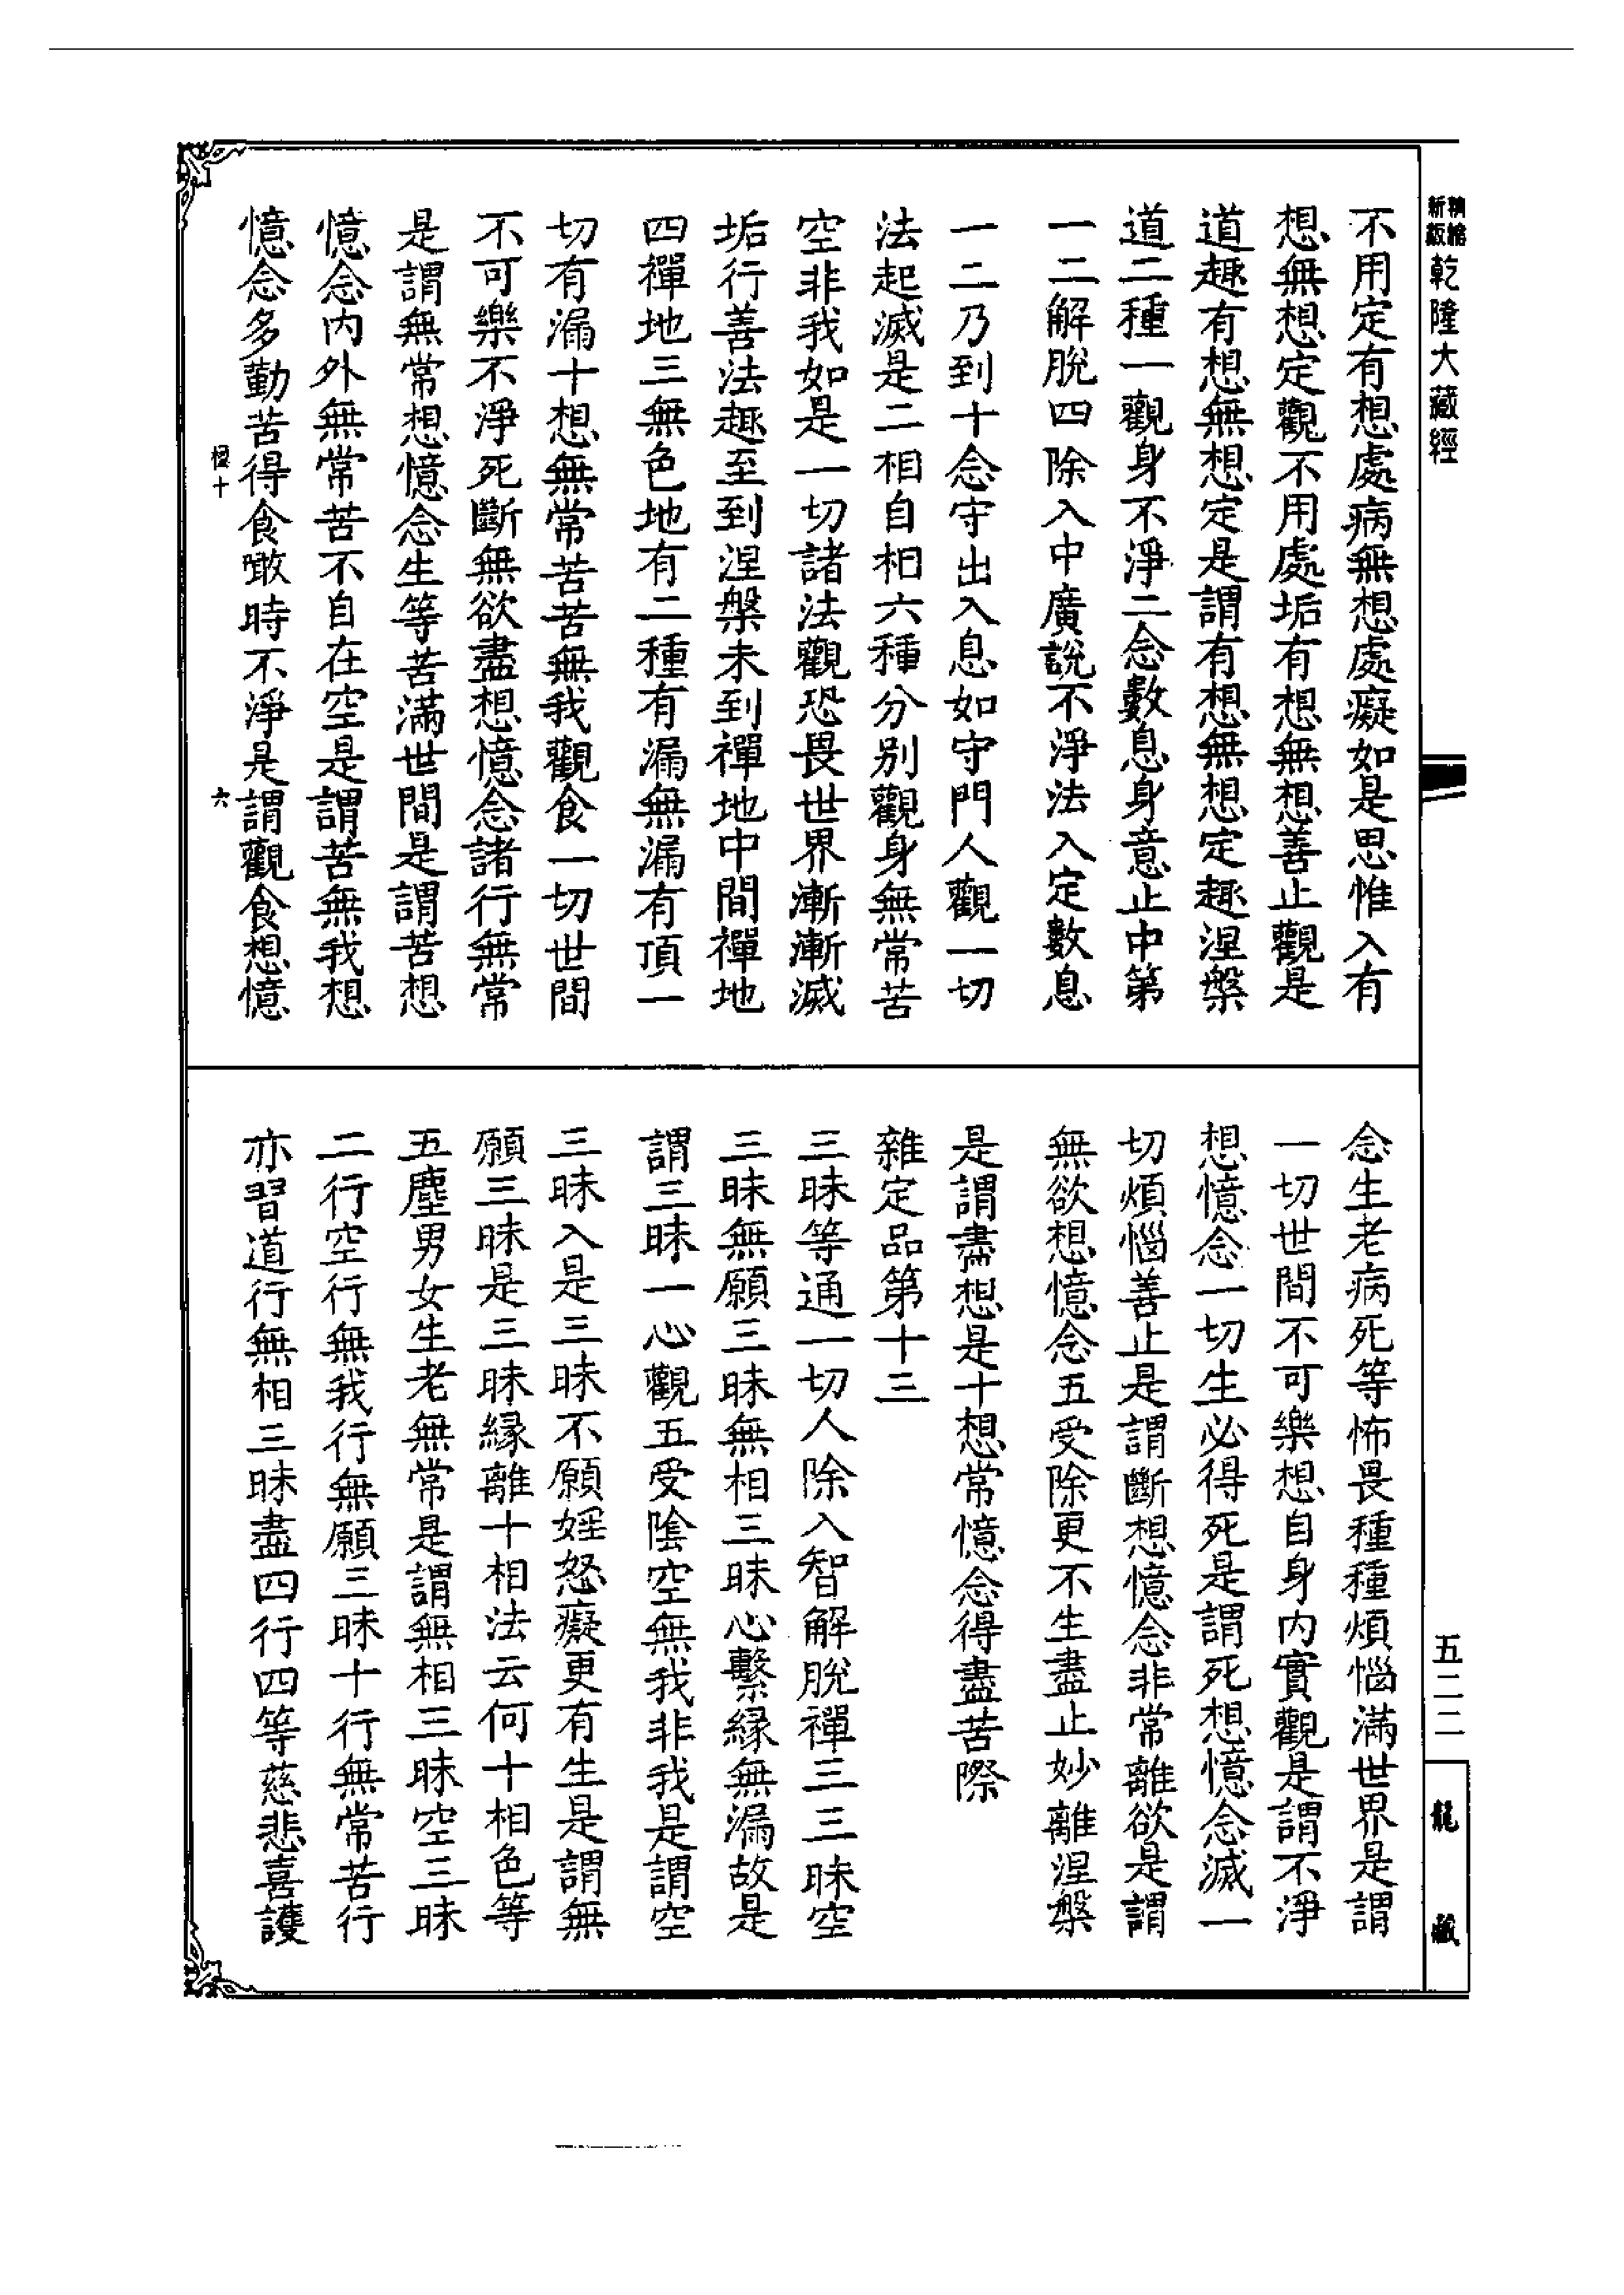 新縮精版
乾隆大藏經
五二二
龍藏
不用定有想處病無想處癡如是思惟入有
想無想定觀不用處垢有想無想善止觀是
道趣有想無想定是謂有想無想定趣涅槃
道二種一觀身不淨二念數息身意止中第
一二解脫四除入中廣說不淨法入定數息
一二乃到十念守出入息如守門人觀一切
法起滅是二相自相六種分別觀身無常苦
空非我如是一切諸法觀恐畏世界漸漸滅
垢行善法趣至到涅槃未到禪地中間禪地
四禪地三無色地有二種有漏無漏有頂一
切有漏十想無常苦苦無我觀食一切世間
不可樂不淨死斷無欲盡想憶念諸行無常
是謂無常想憶念生等苦滿世間是謂苦想
憶念內外無常苦不自在空是謂苦無我想
憶念多勤苦得食噉時不淨是謂觀食想憶
十 六
念生老病死等怖畏種種煩惱滿世界是謂
一切世間不可樂想自身內實觀是謂不淨
想憶念一切生必得死是謂死想憶念滅一
切煩惱善止是謂斷想憶念非常離欲是謂
無欲想憶念五受除更不生盡止妙離涅槃
是謂盡想是十想常憶念得盡苦際
雜定品第十三
三昧等通一切人除入智解脫禪三三昧空
三昧無願三昧無相三昧心繫緣無漏故是
謂三昧一心觀五受陰空無我非我是謂空
三昧入是三昧不願婬怒癡更有生是謂無
願三昧是三昧緣離十相法云何十相色等
五塵男女生老無常是謂無相三昧空三昧
二行空行無我行無願三昧十行無常苦行
亦習道行無相三昧盡四行四等慈悲喜護